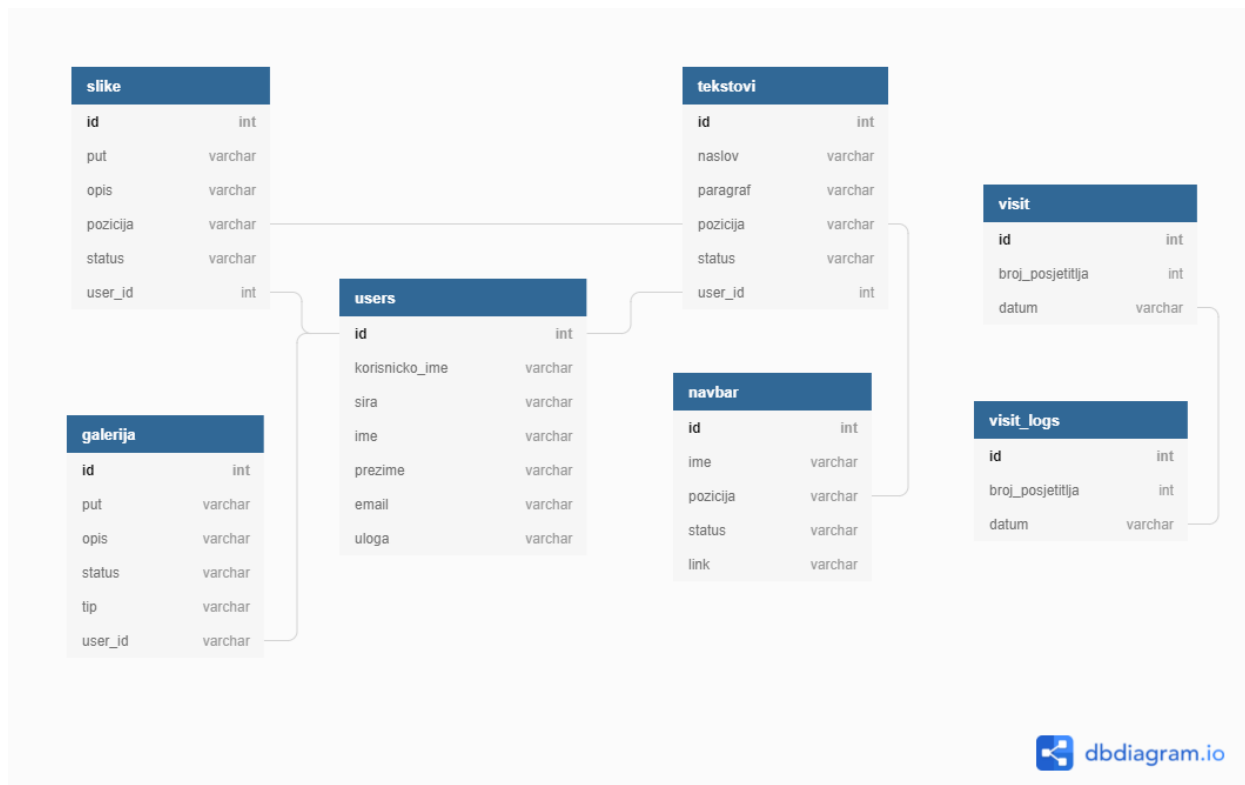 slike
id int
put varchar
opis varchar
pozicija varchar
status varchar
user_id int
tekstovi
id int
naslov varchar
paragraf varchar
pozicija varchar
status varchar
user_id int
visit
id int
broj_posjetitlja int
datum varchar
users
id int
korisnicko_ime varchar
sira varchar
ime varchar
prezime varchar
email varchar
uloga varchar
navbar
id int
ime varchar
pozicija varchar
status varchar
link varchar
visit_logs
id int
broj_posjetitlja int
datum varchar
galerija
id int
put varchar
opis varchar
status varchar
tip varchar
user_id varchar
dbdiagram.io